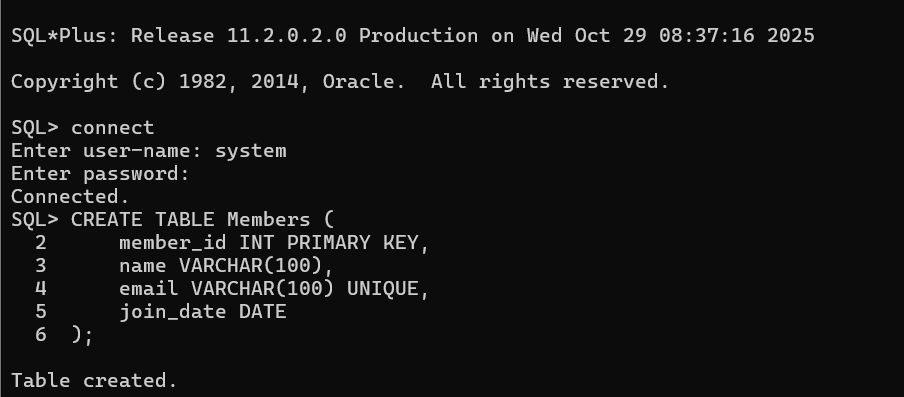 SQL*Plus: Release 11.2.0.2.0 Production on Wed Oct 29 08:37:16 2025
Copyright (c) 1982, 2014, Oracle.  All rights reserved.
SQL> connect
Enter user-name: system
Enter password:
Connected.
SQL> CREATE TABLE Members (
  2      member_id INT PRIMARY KEY,
  3      name VARCHAR(100),
  4      email VARCHAR(100) UNIQUE,
  5      join_date DATE
  6  );
Table created.